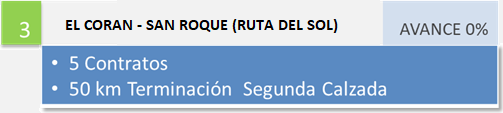 3 EL CORAN - SAN ROQUE (RUTA DEL SOL) AVANCE 0%
• 5 Contratos
• 50 km Terminación Segunda Calzada